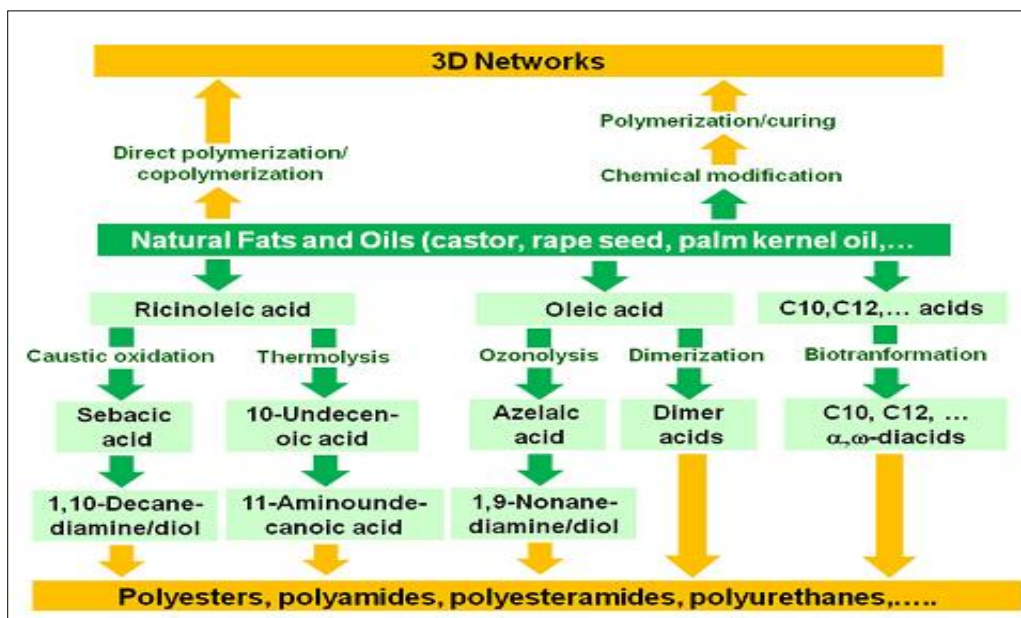 3D Networks
Polymerization/curing
Direct polymerization/
copolymerization
Chemical modification
Natural Fats and Oils (castor, rape seed, palm kernel oil,...
Ricinoleic acid
Oleic acid
C10,C12,... acids
Caustic oxidation
Thermolysis
Ozonolysis
Dimerization
Biotranformation
Sebacic
acid
10-Undecen-
oic acid
Azelalc
acid
Dimer
acids
C10, C12, ...
α,ω-diacids
1,10-Decane-
diamine/diol
11-Aminounde-
canoic acid
1,9-Nonane-
diamine/diol
Polyesters, polyamides, polyesteramides, polyurethanes,.....